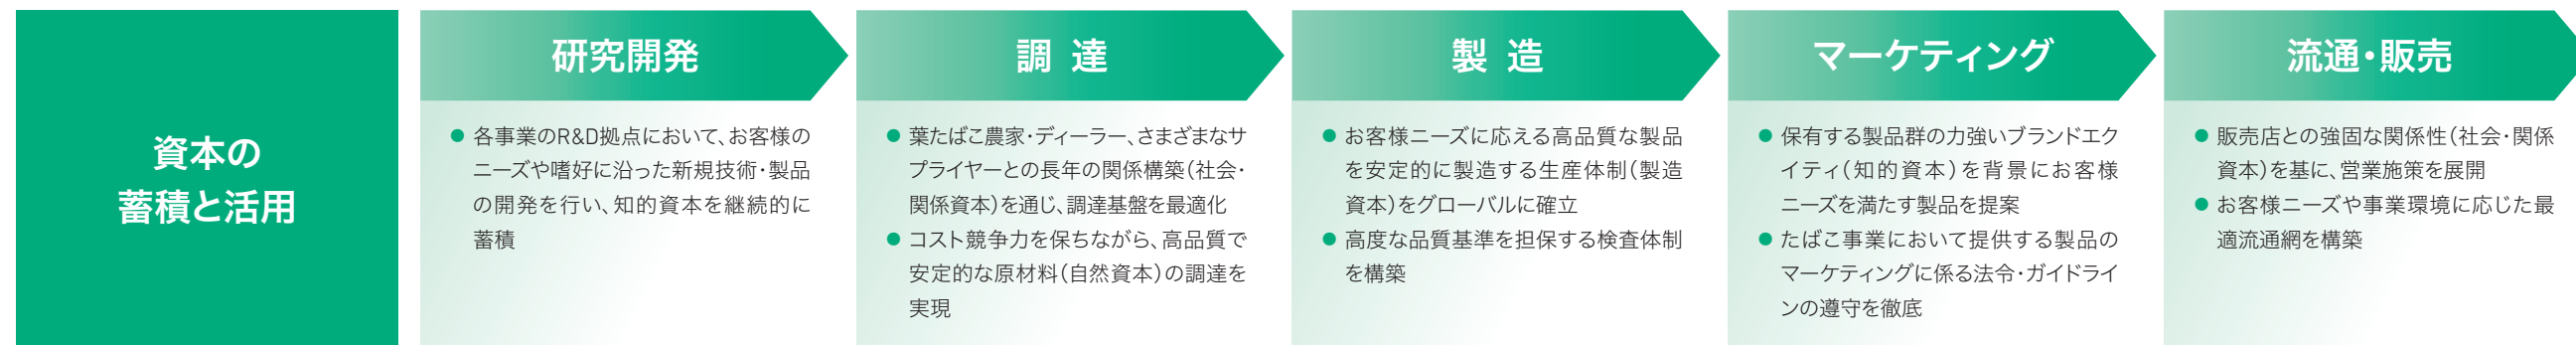 資本の
蓄積と活用
研究開発
● 各事業のR&D拠点において、お客様の
ニーズや嗜好に沿った新規技術・製品
の開発を行い、知的資本を継続的に
蓄積
調 達
● 葉たばこ農家・ディーラー、さまざまなサ
プライヤーとの長年の関係構築（社会・
関係資本）を通じ、調達基盤を最適化
● コスト競争力を保ちながら、高品質で
安定的な原材料（自然資本）の調達を
実現
製 造
● お客様ニーズに応える高品質な製品
を安定的に製造する生産体制（製造
資本）をグローバルに確立
● 高度な品質基準を担保する検査体制
を構築
マーケティング
● 保有する製品群の力強いブランドエク
イティ（知的資本）を背景にお客様
ニーズを満たす製品を提案
● たばこ事業において提供する製品の
マーケティングに係る法令・ガイドライ
ンの遵守を徹底
流通・販売
● 販売店との強固な関係性（社会・関係
資本）を基に、営業施策を展開
● お客様ニーズや事業環境に応じた最
適流通網を構築